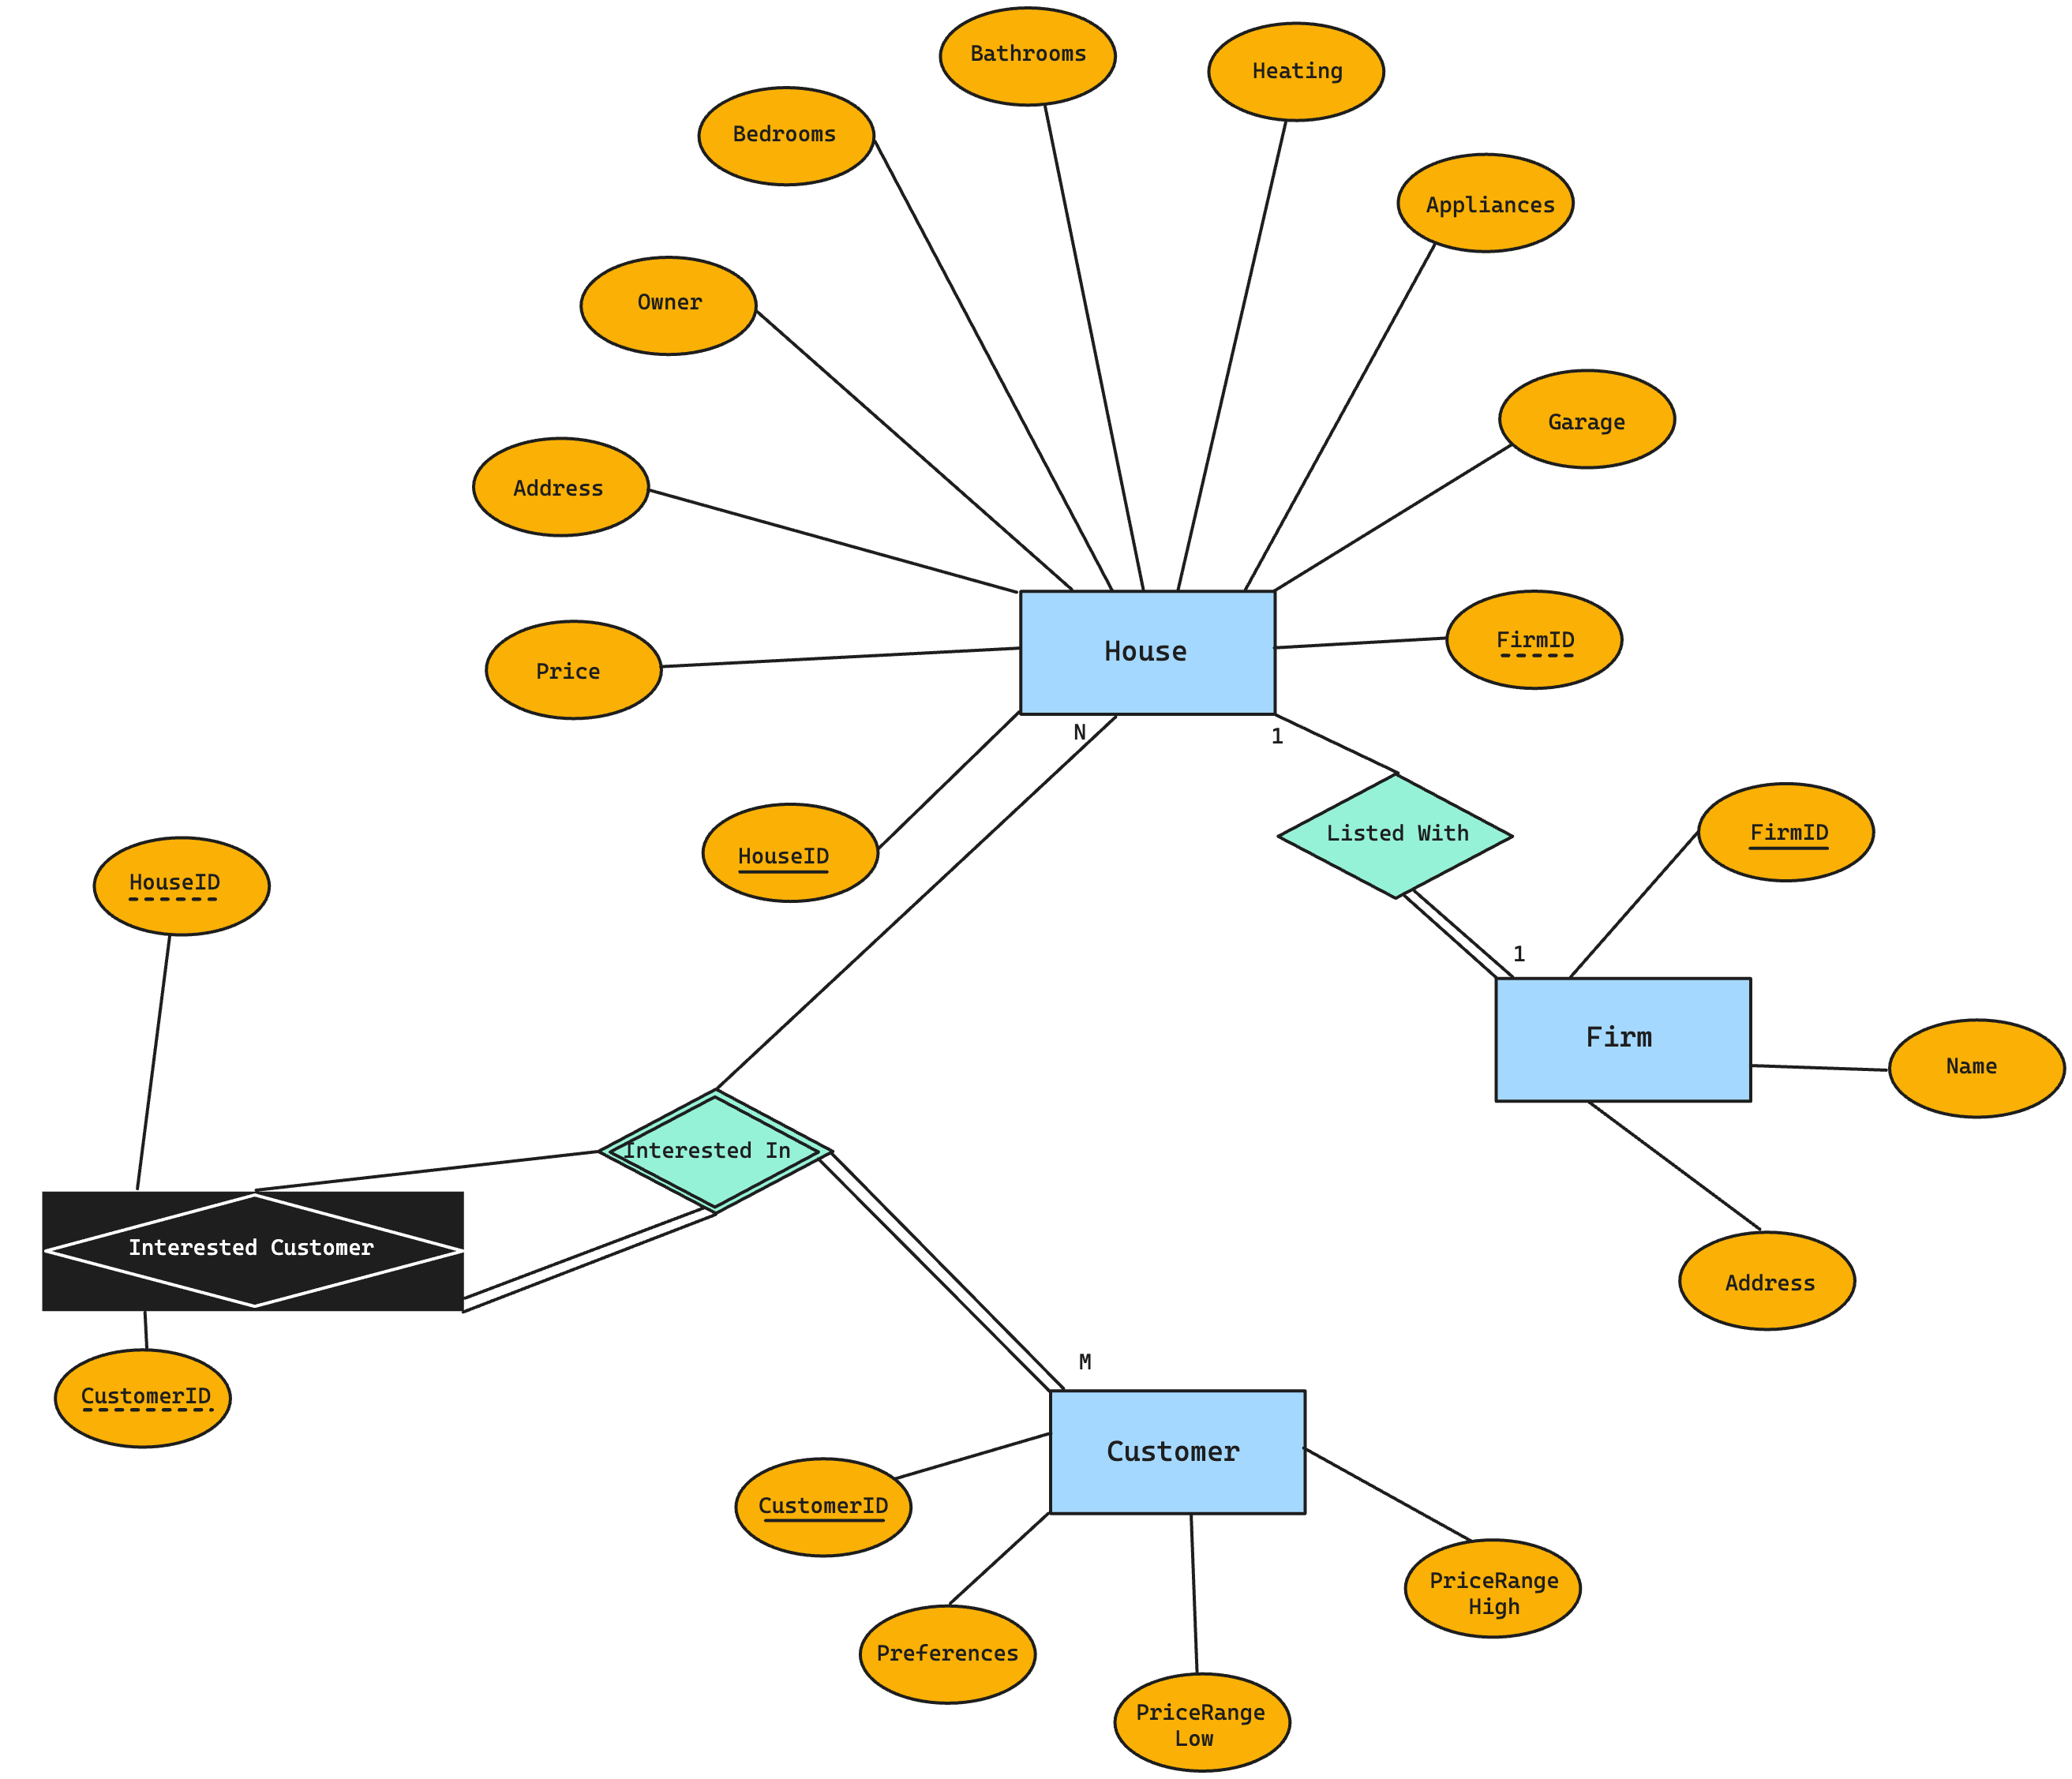 Bathrooms
Heating
Bedrooms
Appliances
Owner
Garage
Address
FirmID
House
Price
N
1
Listed With
FirmID
HouseID
HouseID
1
Firm
Name
Interested In
Interested Customer
Address
M
CustomerID
Customer
CustomerID
PriceRange
High
Preferences
PriceRange
Low